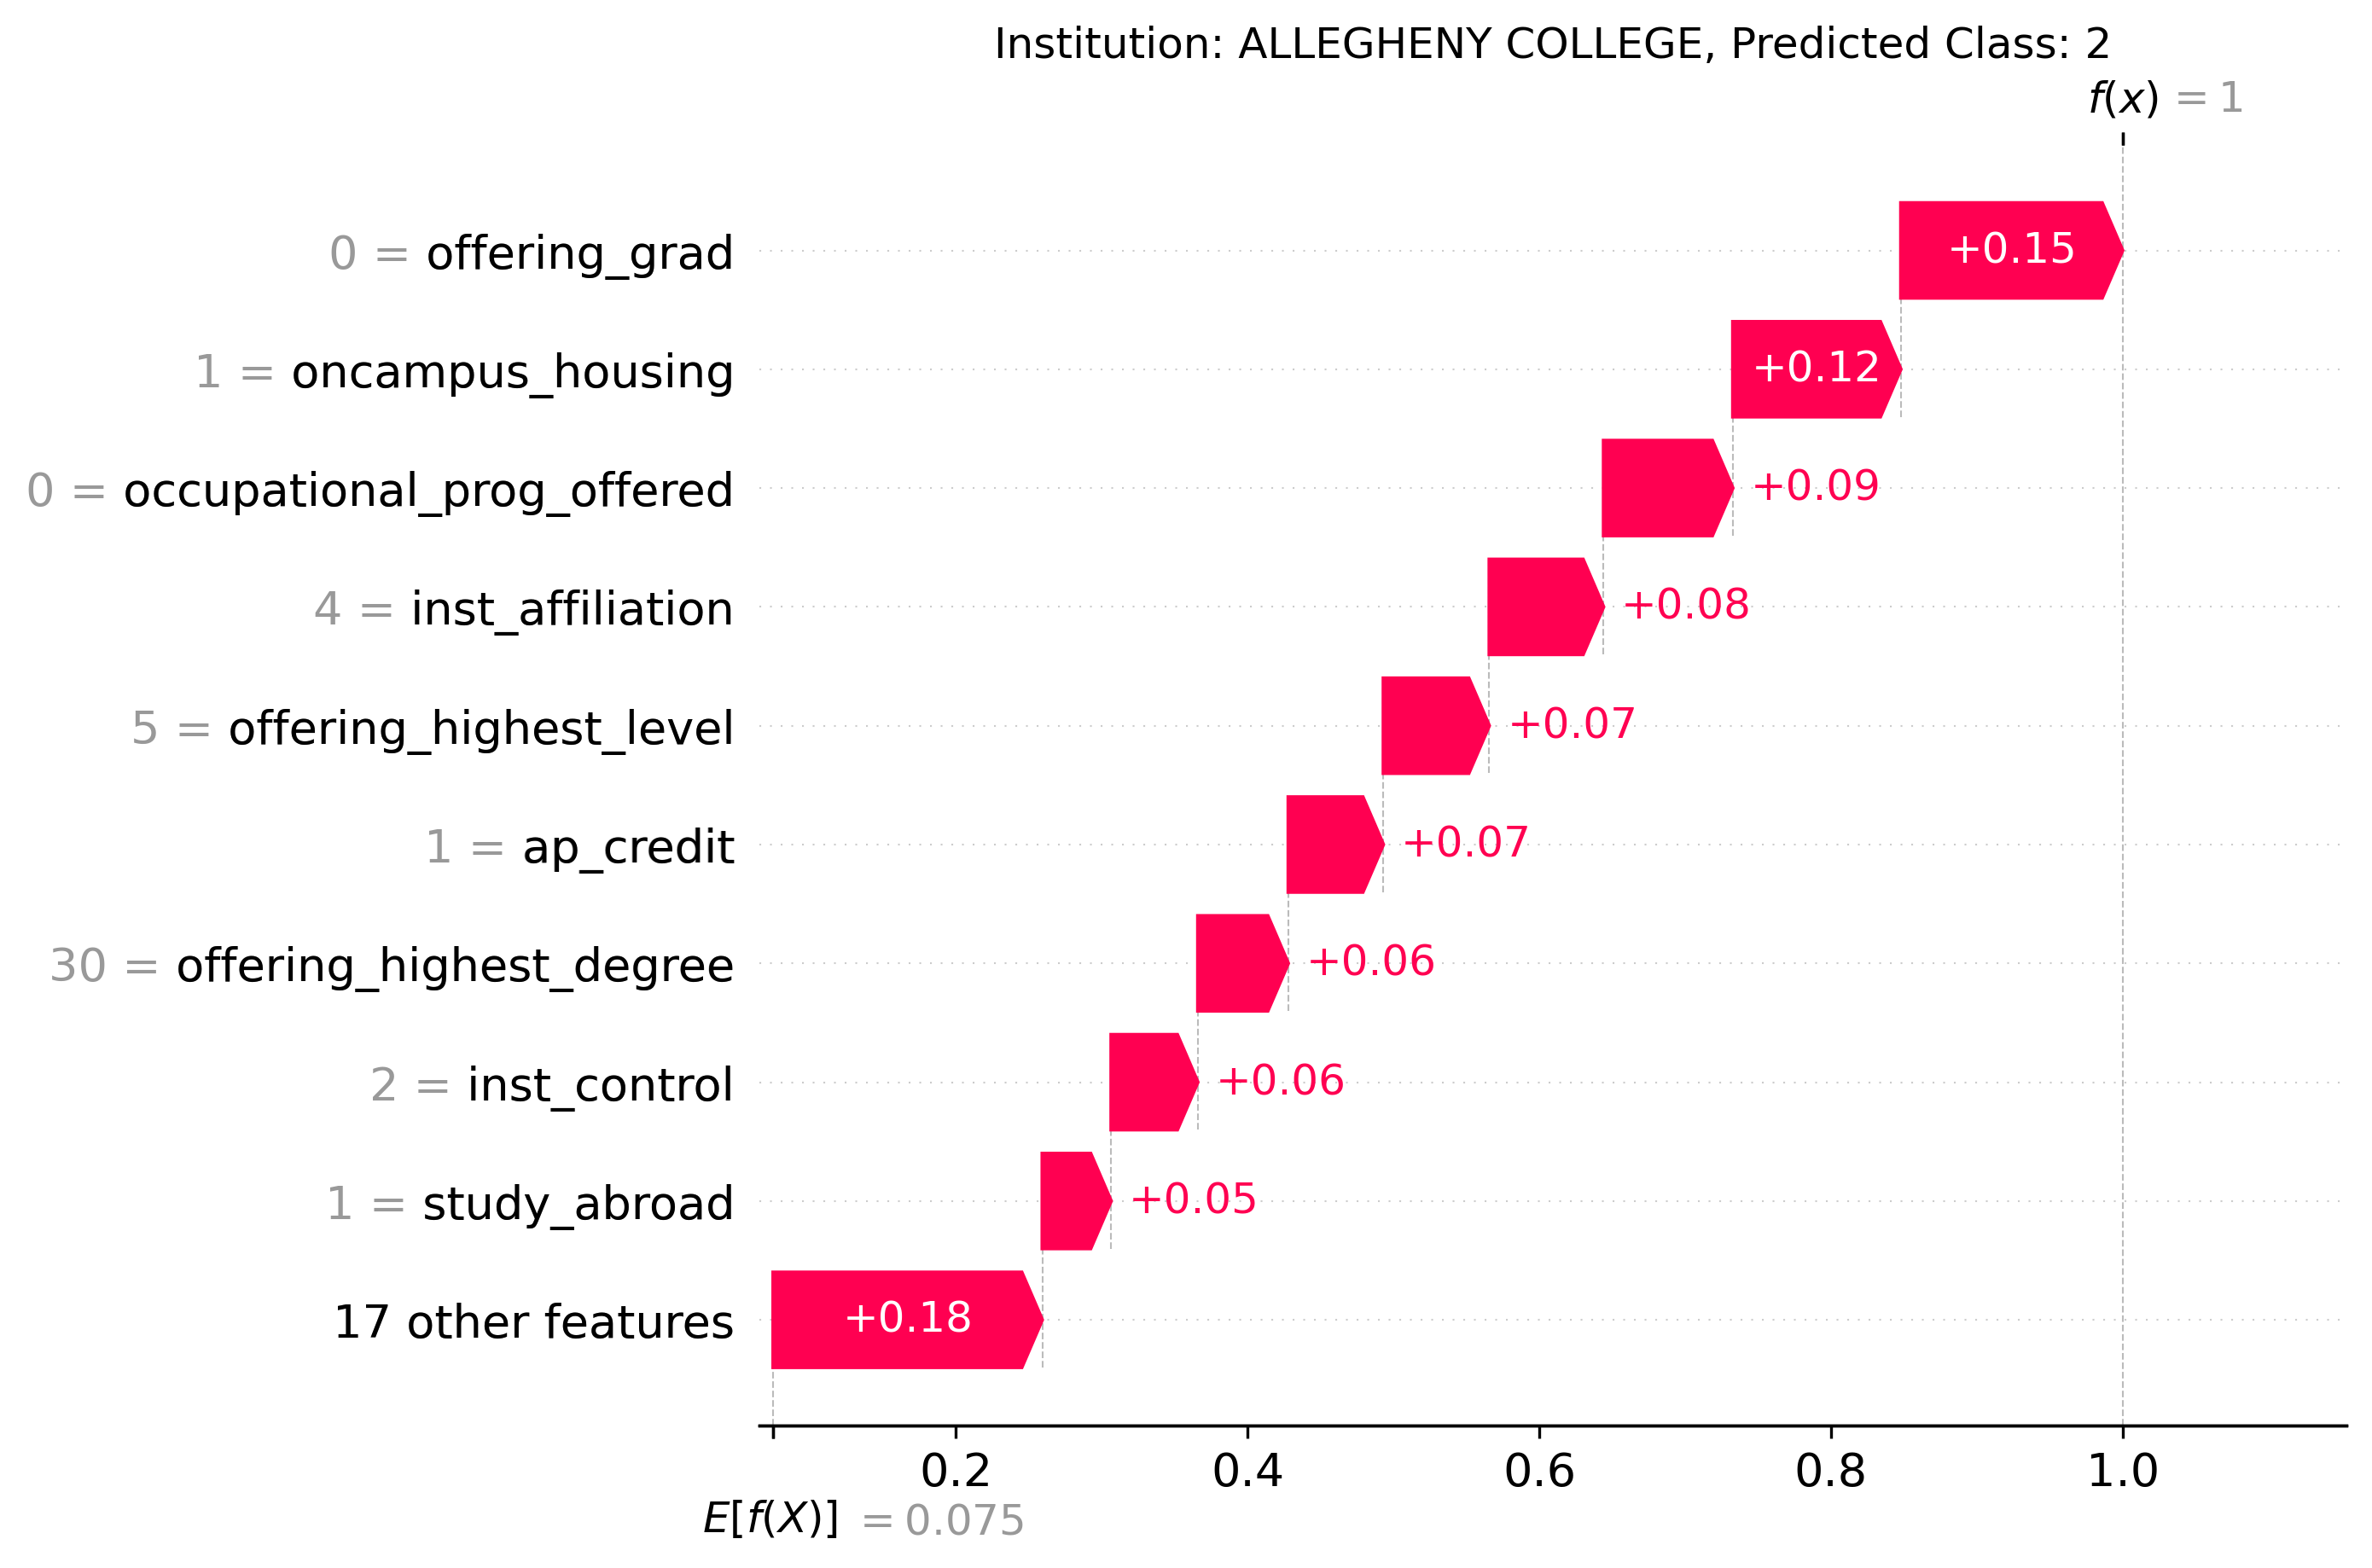 Institution: ALLEGHENY COLLEGE, Predicted Class: 2
f(x) = 1
0 = offering_grad +0.15
1 = oncampus_housing +0.12
0 = occupational_prog_offered +0.09
4 = inst_affiliation +0.08
5 = offering_highest_level +0.07
1 = ap_credit +0.07
30 = offering_highest_degree +0.06
2 = inst_control +0.06
1 = study_abroad +0.05
17 other features +0.18
0.2 0.4 0.6 0.8 1.0
E[f(X)] = 0.075